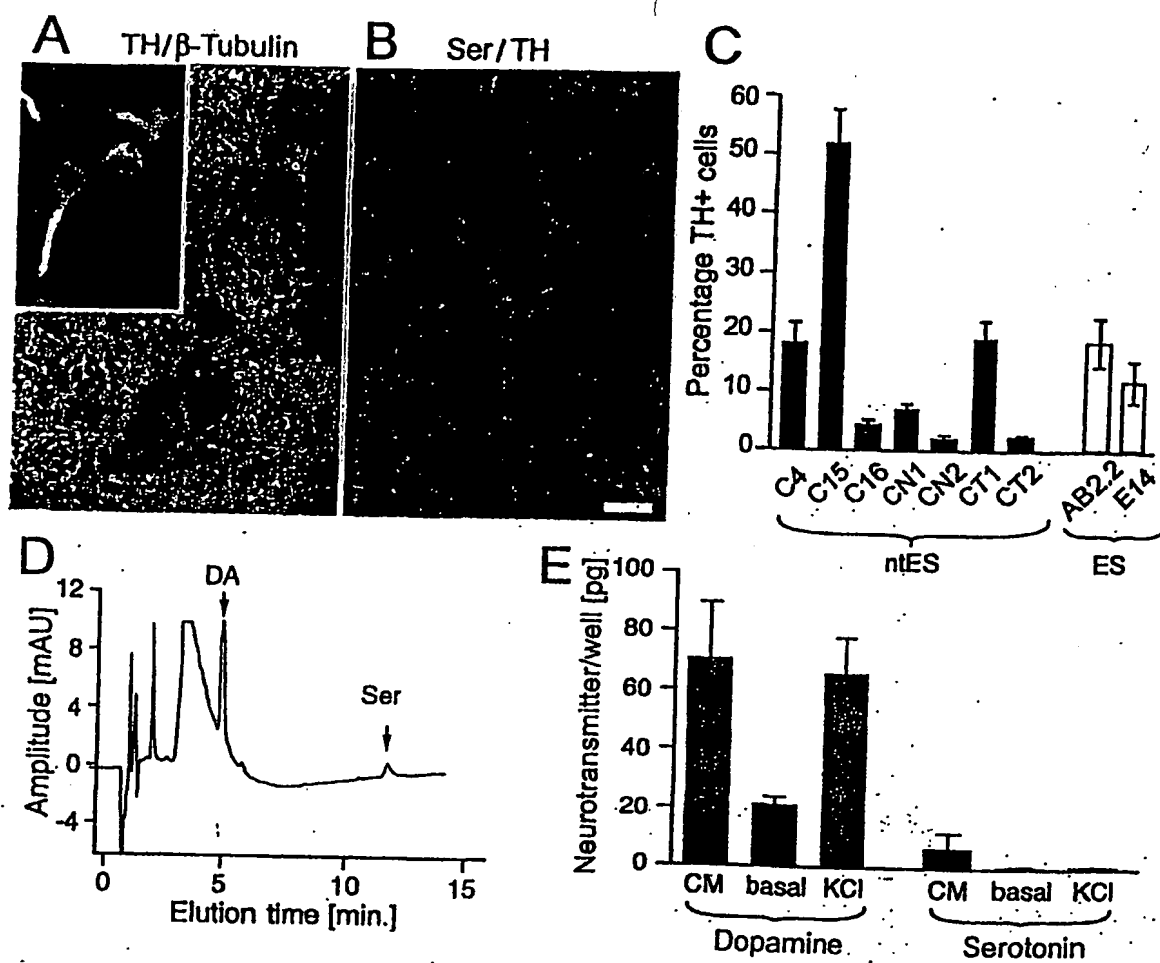 A TH/β-Tubulin
B Ser/TH
C
Percentage TH+ cells
60
50
40
30
20
10
0
C4 C15 C16 CN1 CN2 CT1 CT2 AB2.2 E14
ntES ES
D
Amplitude [mAU]
12
8
4
0
-4
DA
Ser
0 5 10 15
Elution time [min.]
E
Neurotransmitter/well [pg]
100
80
60
40
20
0
CM basal KCl CM basal KCl
Dopamine Serotonin